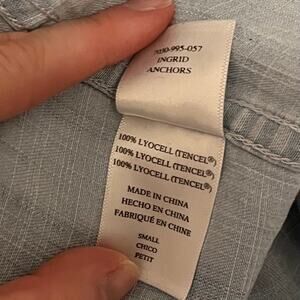 7030-995-057
INGRID
ANCHORS
100% LYOCELL (TENCEL®)
100% LYOCELL (TENCEL®)
100% LYOCELL (TENCEL®)
MADE IN CHINA
HECHO EN CHINA
FABRIQUÉ EN CHINE
SMALL
CHICO
PETIT